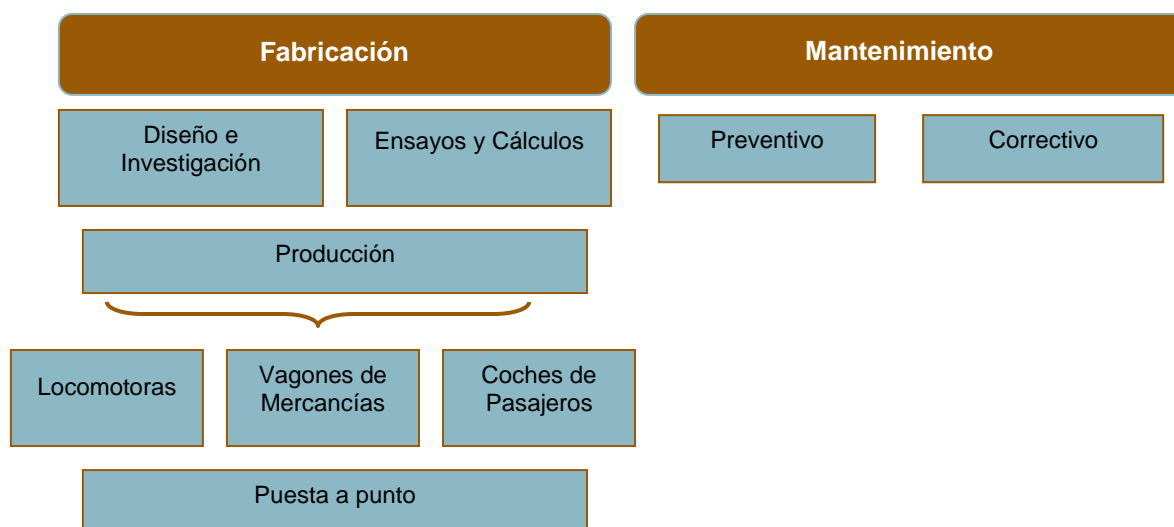 Fabricación
Mantenimiento
Diseño e
Investigación
Ensayos y Cálculos
Preventivo
Correctivo
Producción
Locomotoras
Vagones de
Mercancías
Coches de
Pasajeros
Puesta a punto